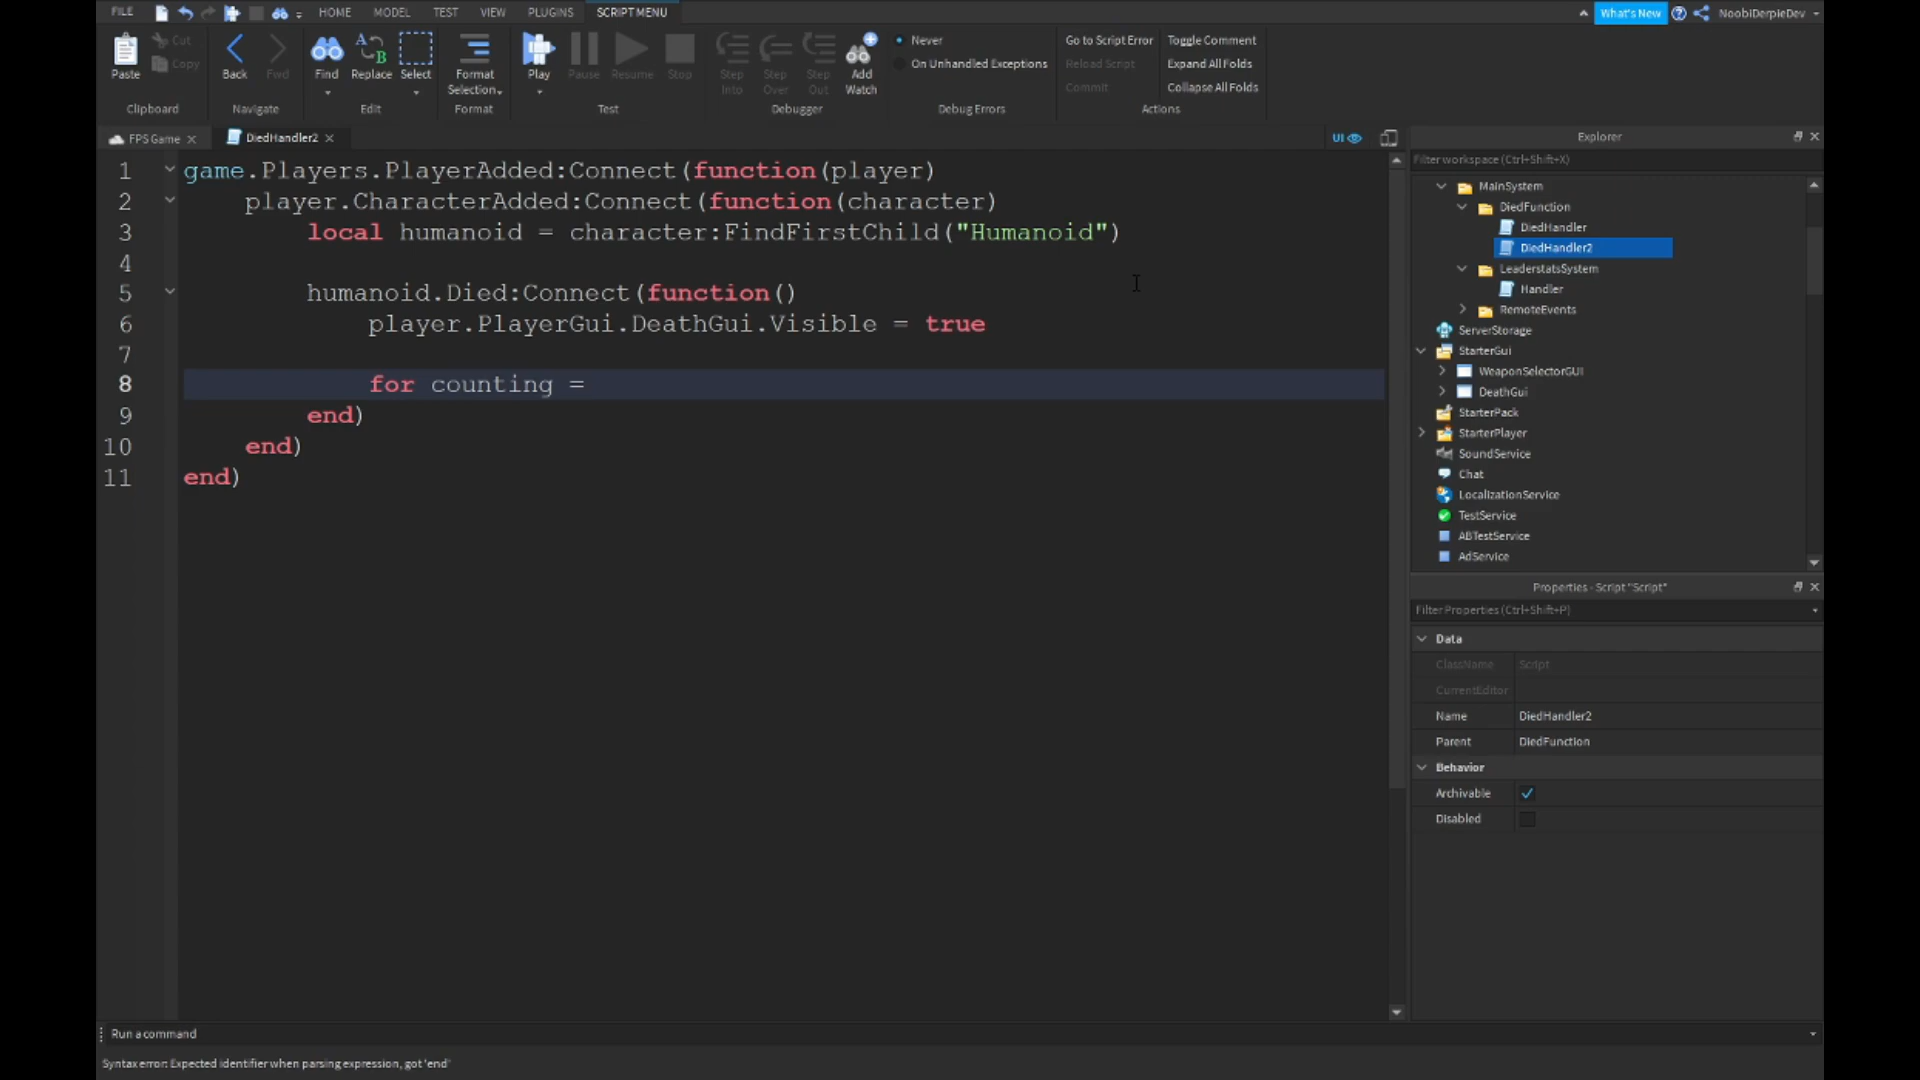 FILE HOME MODEL TEST VIEW PLUGINS SCRIPT MENU What's New NoobiDerpieDev
Paste Cut Copy
Back Fwd
Find Replace Select
Format Selection
Play Pause Resume Stop
Step Into Step Over Step Out Add Watch
Never
On Unhandled Exceptions
Go to Script Error Toggle Comment
Reload Script Expand All Folds
Commit Collapse All Folds
Clipboard Navigate Edit Format Test Debugger Debug Errors Actions
FPS Game DiedHandler2 UI
1 game.Players.PlayerAdded:Connect(function(player)
2 player.CharacterAdded:Connect(function(character)
3 local humanoid = character:FindFirstChild("Humanoid")
4
5 humanoid.Died:Connect(function()
6 player.PlayerGui.DeathGui.Visible = true
7
8 for counting =
9 end)
10 end)
11 end)
Explorer
Filter workspace (Ctrl+Shift+X)
MainSystem
DiedFunction
DiedHandler
DiedHandler2
LeaderstatsSystem
Handler
RemoteEvents
ServerStorage
StarterGui
WeaponSelectorGUI
DeathGui
StarterPack
StarterPlayer
SoundService
Chat
LocalizationService
TestService
ABTestService
AdService
Properties - Script "Script"
Filter Properties (Ctrl+Shift+P)
Data
ClassName Script
CurrentEditor
Name DiedHandler2
Parent DiedFunction
Behavior
Archivable
Disabled
Run a command
Syntax error: Expected identifier when parsing expression, got 'end'